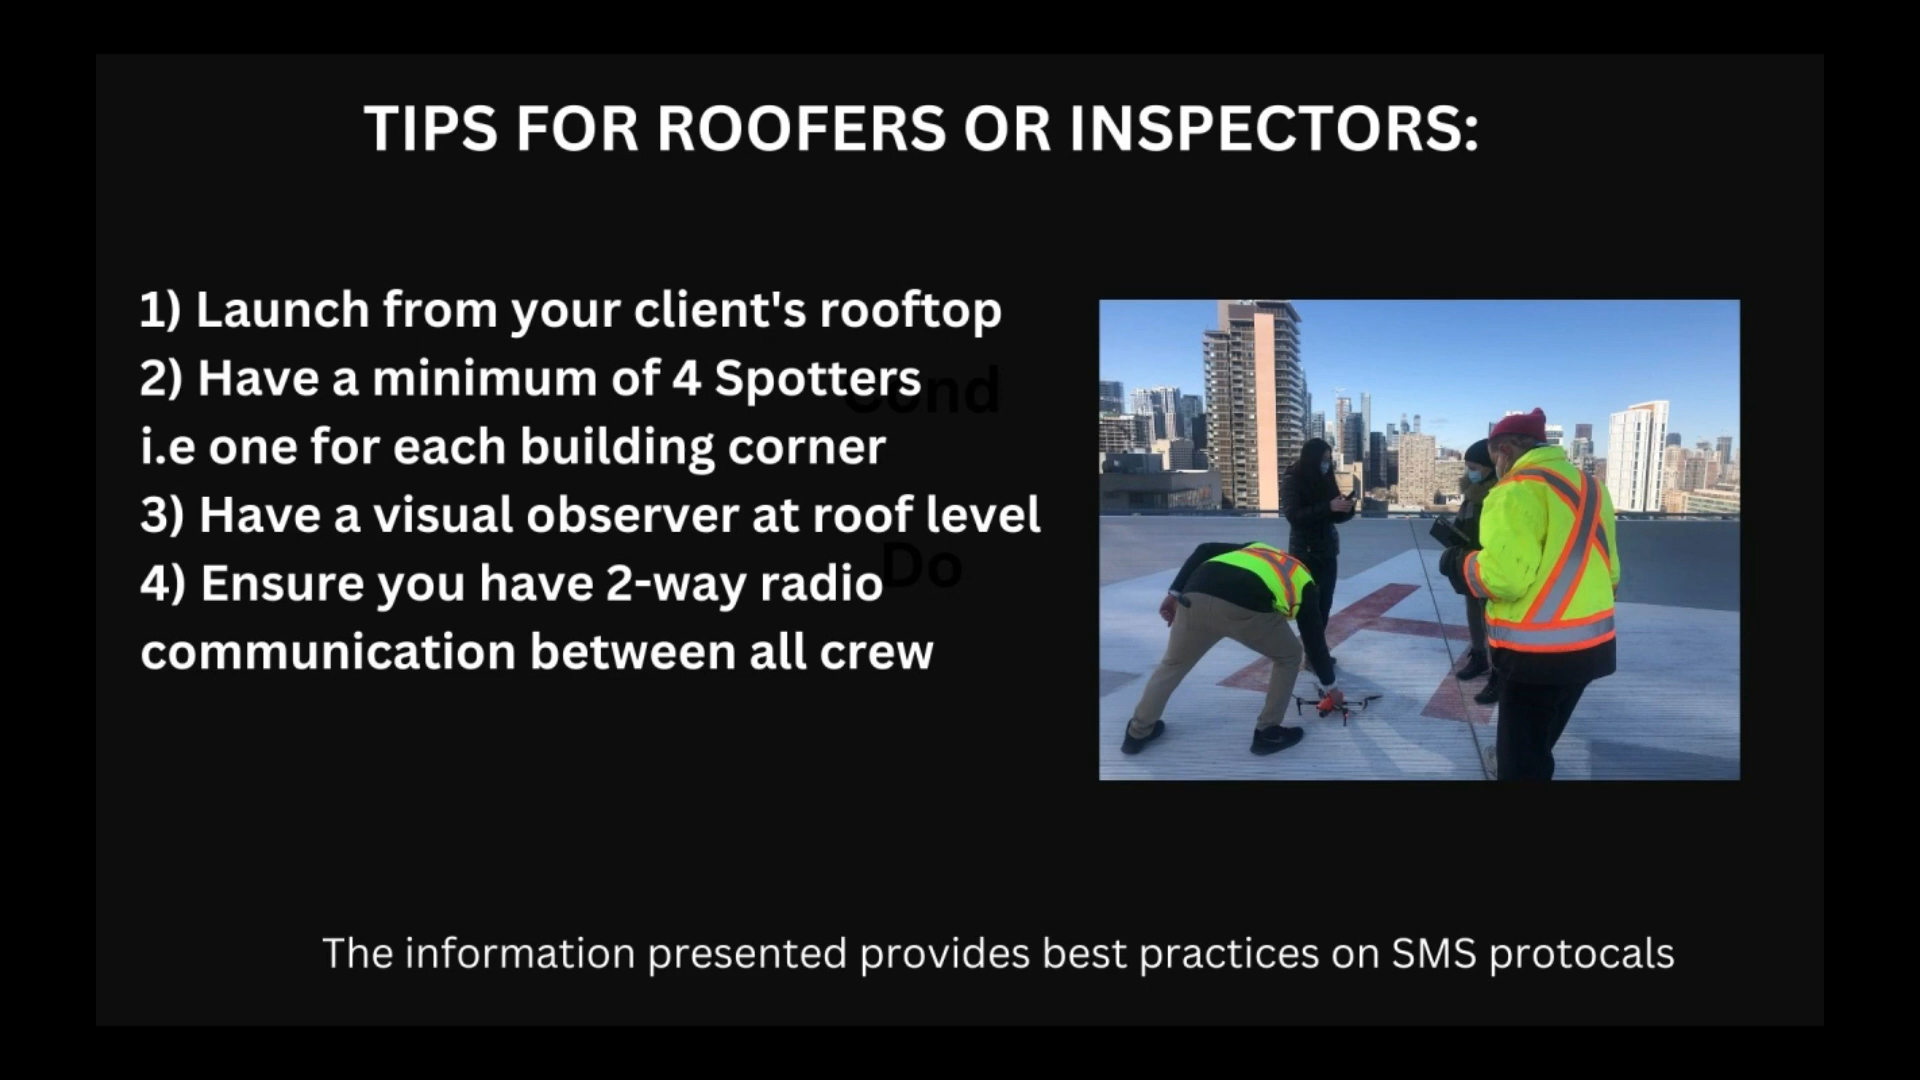 TIPS FOR ROOFERS OR INSPECTORS:
1) Launch from your client's rooftop
2) Have a minimum of 4 Spotters
i.e one for each building corner
3) Have a visual observer at roof level
4) Ensure you have 2-way radio
communication between all crew
Do
The information presented provides best practices on SMS protocals